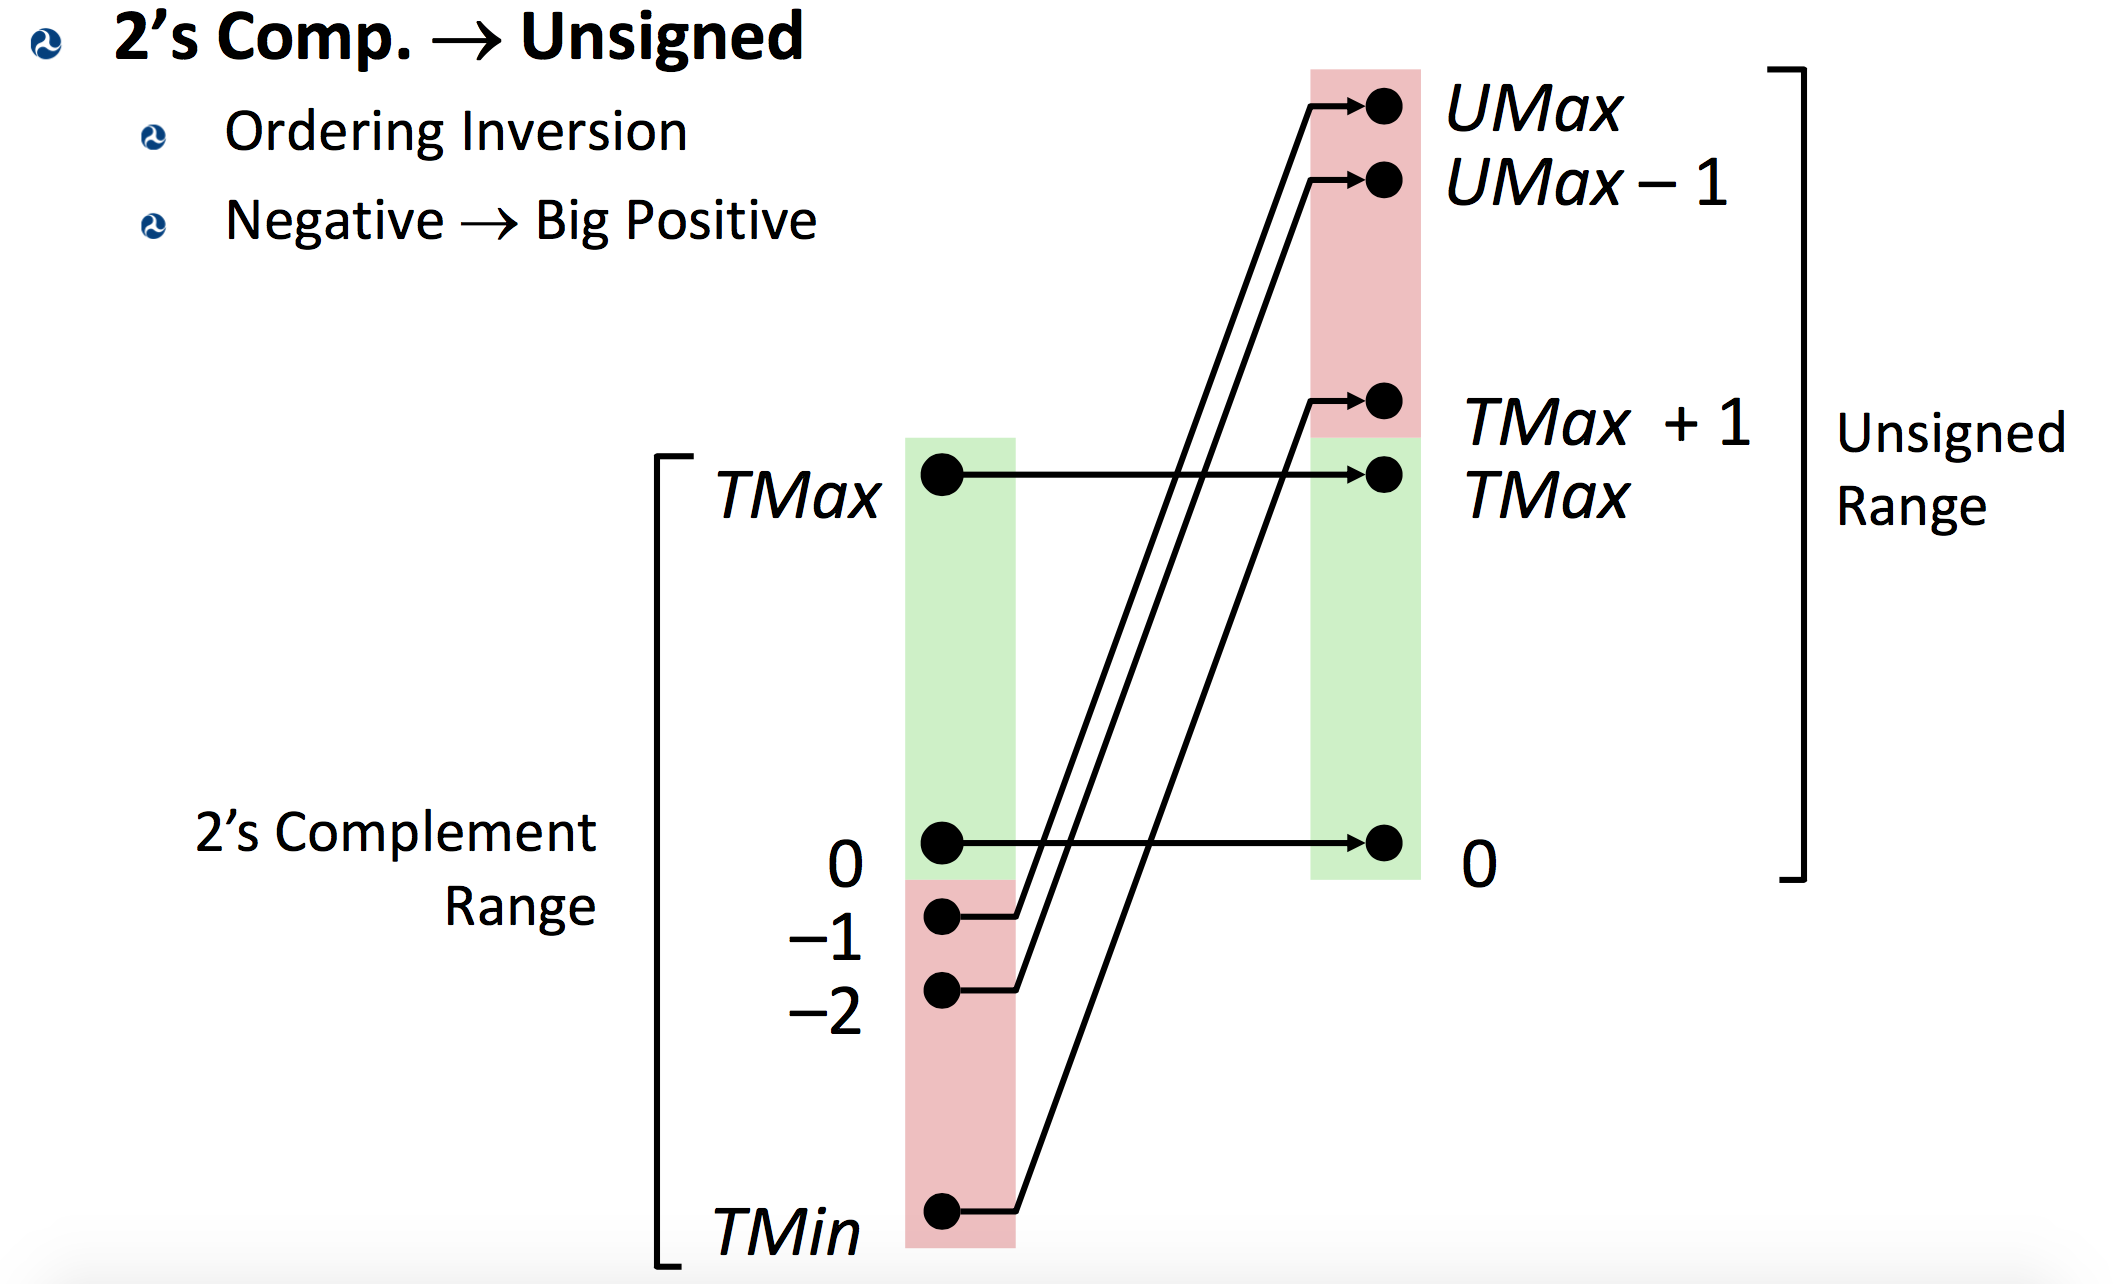 2’s Comp. → Unsigned
Ordering Inversion
Negative → Big Positive
UMax
UMax – 1
TMax + 1
TMax
0
Unsigned
Range
TMax
0
–1
–2
TMin
2’s Complement
Range